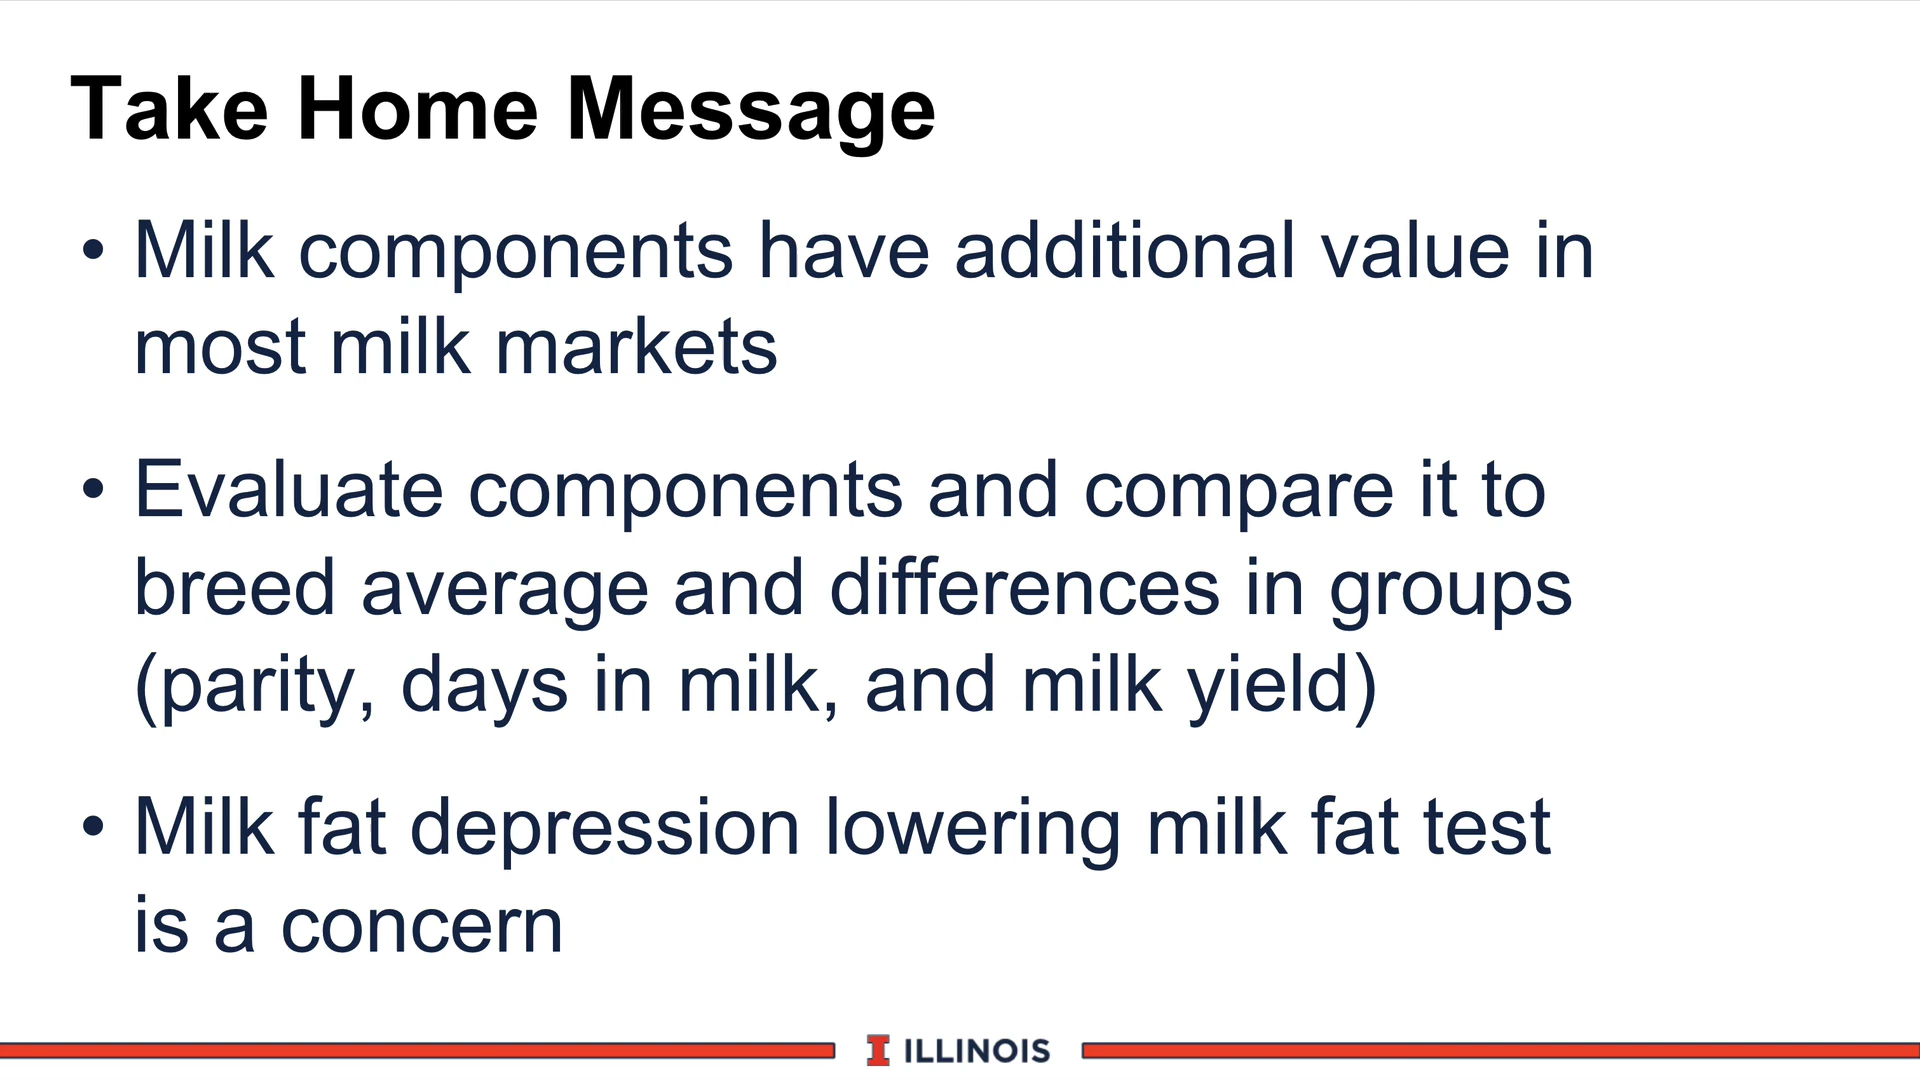 Take Home Message
• Milk components have additional value in
most milk markets
• Evaluate components and compare it to
breed average and differences in groups
(parity, days in milk, and milk yield)
• Milk fat depression lowering milk fat test
is a concern
I ILLINOIS